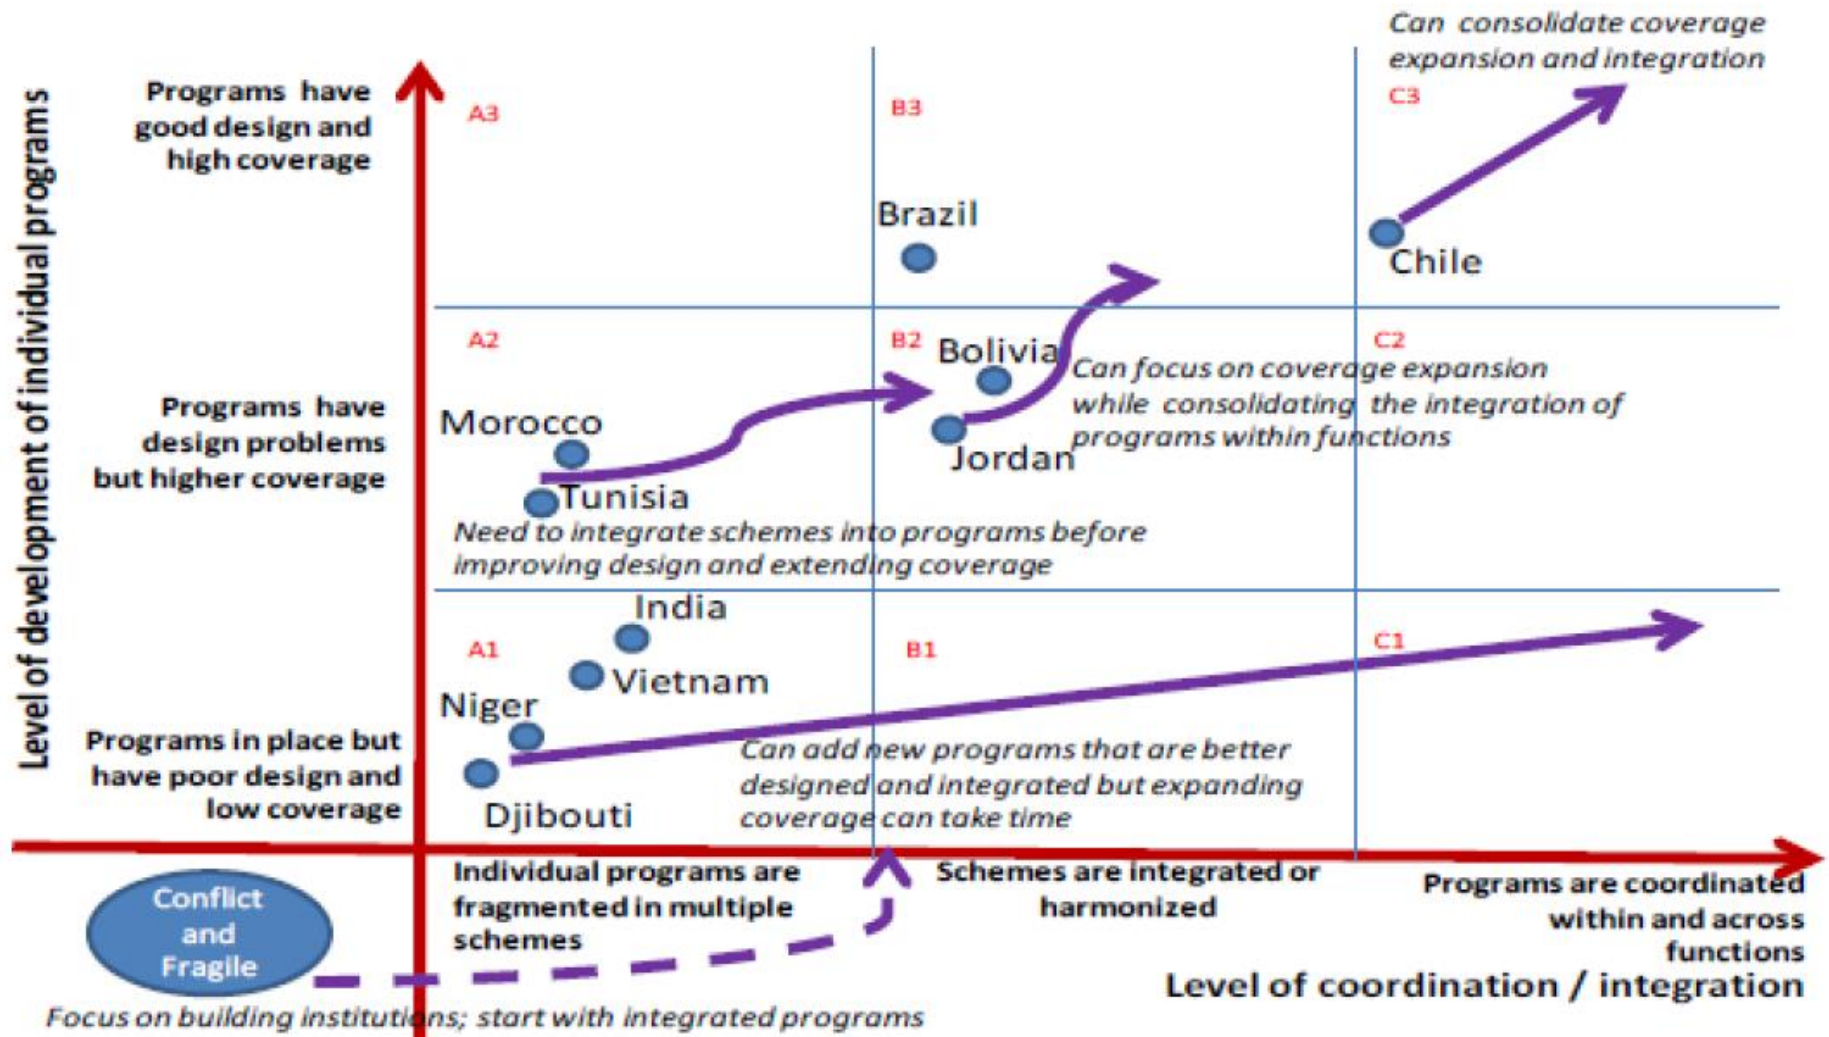 Can consolidate coverage
expansion and integration
Programs have
good design and
high coverage
A3
B3
C3
Brazil
Chile
Level of development of individual programs
A2
B2
C2
Bolivia
Can focus on coverage expansion
while consolidating the integration of
programs within functions
Programs have
design problems
but higher coverage
Morocco
Jordan
Tunisia
Need to integrate schemes into programs before
improving design and extending coverage
India
A1
B1
C1
Vietnam
Niger
Programs in place but
have poor design and
low coverage
Can add new programs that are better
designed and integrated but expanding
coverage can take time
Djibouti
Individual programs are
fragmented in multiple
schemes
Schemes are integrated or
harmonized
Programs are coordinated
within and across
functions
Conflict
and
Fragile
Level of coordination / integration
Focus on building institutions; start with integrated programs